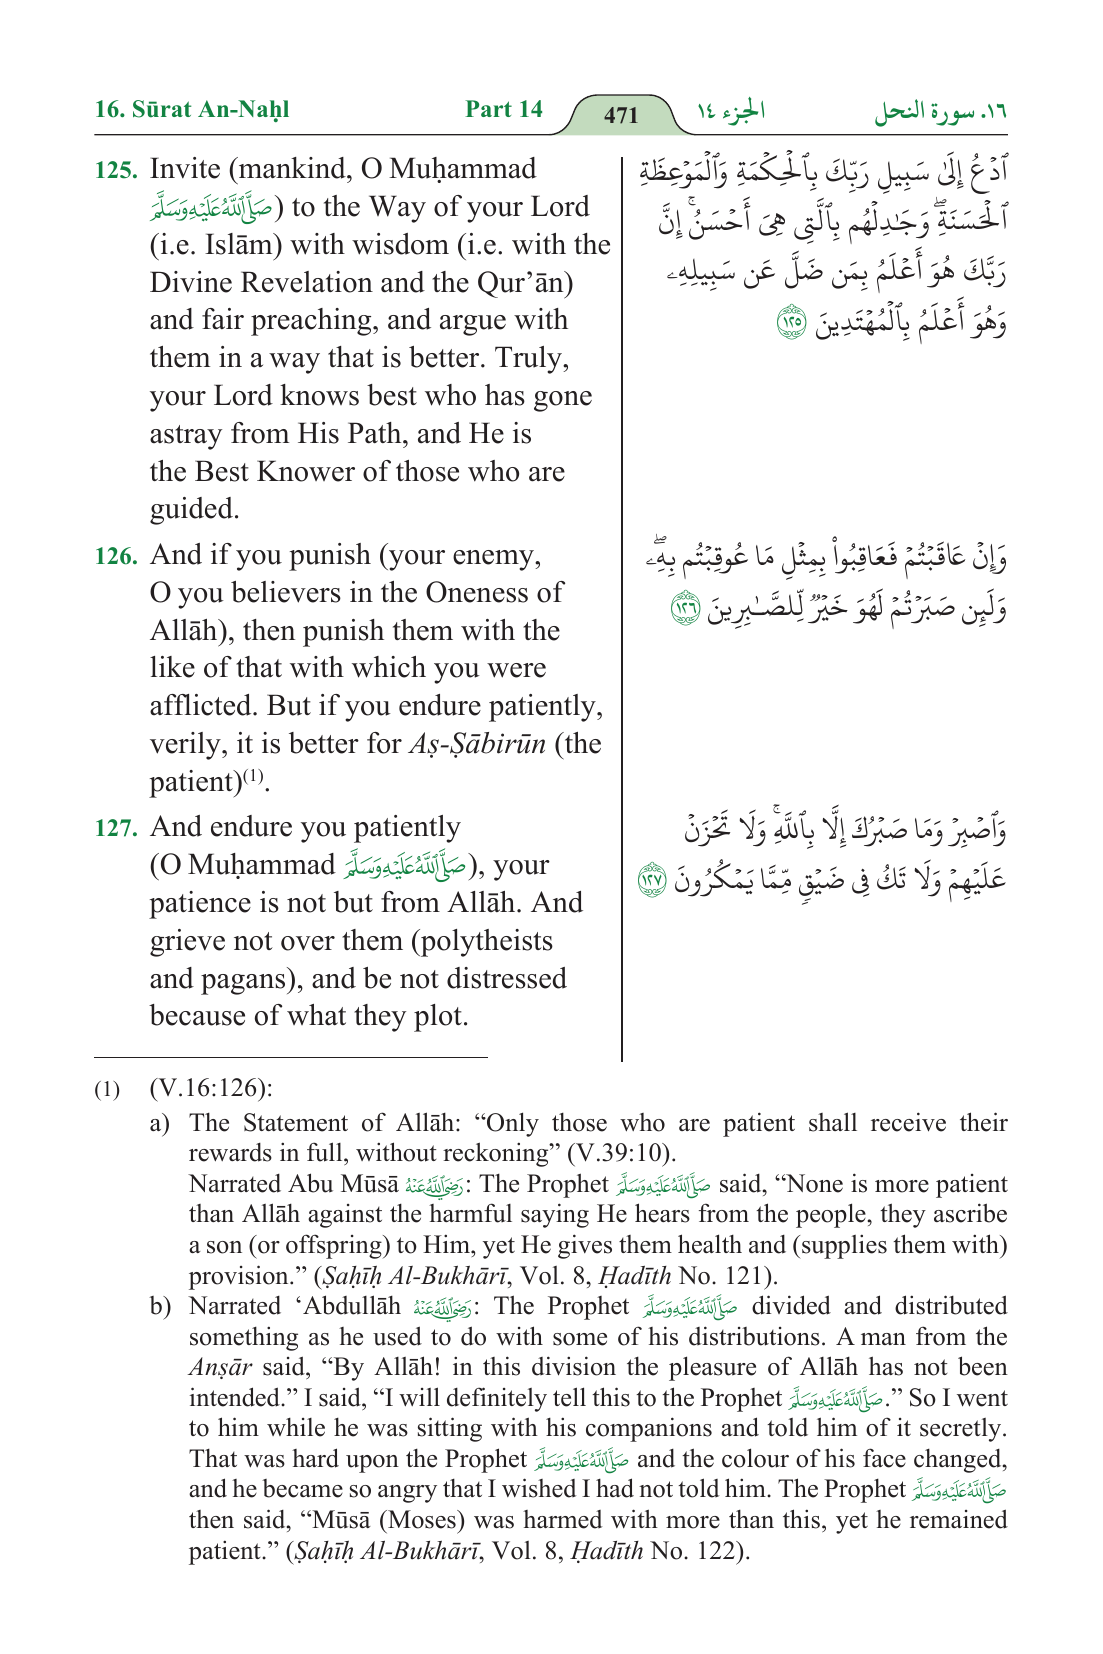 16. Sūrat An-Naḥl Part 14 471 الجزء ١٤ ١٦. سورة النحل
125. Invite (mankind, O Muḥammad
صَلَّى اللَّهُ عَلَيْهِ وَسَلَّمَ) to the Way of your Lord
(i.e. Islām) with wisdom (i.e. with the
Divine Revelation and the Qur’ān)
and fair preaching, and argue with
them in a way that is better. Truly,
your Lord knows best who has gone
astray from His Path, and He is
the Best Knower of those who are
guided.
ٱدْعُ إِلَىٰ سَبِيلِ رَبِّكَ بِٱلْحِكْمَةِ وَٱلْمَوْعِظَةِ
ٱلْحَسَنَةِۖ وَجَٰدِلْهُم بِٱلَّتِى هِىَ أَحْسَنُۚ إِنَّ
رَبَّكَ هُوَ أَعْلَمُ بِمَن ضَلَّ عَن سَبِيلِهِۦ
وَهُوَ أَعْلَمُ بِٱلْمُهْتَدِينَ ١٢٥
126. And if you punish (your enemy,
O you believers in the Oneness of
Allāh), then punish them with the
like of that with which you were
afflicted. But if you endure patiently,
verily, it is better for Aṣ-Ṣābirūn (the
patient)(1).
وَإِنْ عَاقَبْتُمْ فَعَاقِبُوا۟ بِمِثْلِ مَا عُوقِبْتُم بِهِۦۖ
وَلَئِن صَبَرْتُمْ لَهُوَ خَيْرٌ لِّلصَّٰبِرِينَ ١٢٦
127. And endure you patiently
(O Muḥammad صَلَّى اللَّهُ عَلَيْهِ وَسَلَّمَ), your
patience is not but from Allāh. And
grieve not over them (polytheists
and pagans), and be not distressed
because of what they plot.
وَٱصْبِرْ وَمَا صَبْرُكَ إِلَّا بِٱللَّهِۚ وَلَا تَحْزَنْ
عَلَيْهِمْ وَلَا تَكُ فِى ضَيْقٍ مِّمَّا يَمْكُرُونَ ١٢٧
(1) (V.16:126):
a) The Statement of Allāh: “Only those who are patient shall receive their
rewards in full, without reckoning” (V.39:10).
Narrated Abu Mūsā رَضِيَ اللَّهُ عَنْهُ: The Prophet صَلَّى اللَّهُ عَلَيْهِ وَسَلَّمَ said, “None is more patient
than Allāh against the harmful saying He hears from the people, they ascribe
a son (or offspring) to Him, yet He gives them health and (supplies them with)
provision.” (Ṣaḥīḥ Al-Bukhārī, Vol. 8, Ḥadīth No. 121).
b) Narrated ‘Abdullāh رَضِيَ اللَّهُ عَنْهُ: The Prophet صَلَّى اللَّهُ عَلَيْهِ وَسَلَّمَ divided and distributed
something as he used to do with some of his distributions. A man from the
Anṣār said, “By Allāh! in this division the pleasure of Allāh has not been
intended.” I said, “I will definitely tell this to the Prophet صَلَّى اللَّهُ عَلَيْهِ وَسَلَّمَ.” So I went
to him while he was sitting with his companions and told him of it secretly.
That was hard upon the Prophet صَلَّى اللَّهُ عَلَيْهِ وَسَلَّمَ and the colour of his face changed,
and he became so angry that I wished I had not told him. The Prophet صَلَّى اللَّهُ عَلَيْهِ وَسَلَّمَ
then said, “Mūsā (Moses) was harmed with more than this, yet he remained
patient.” (Ṣaḥīḥ Al-Bukhārī, Vol. 8, Ḥadīth No. 122).